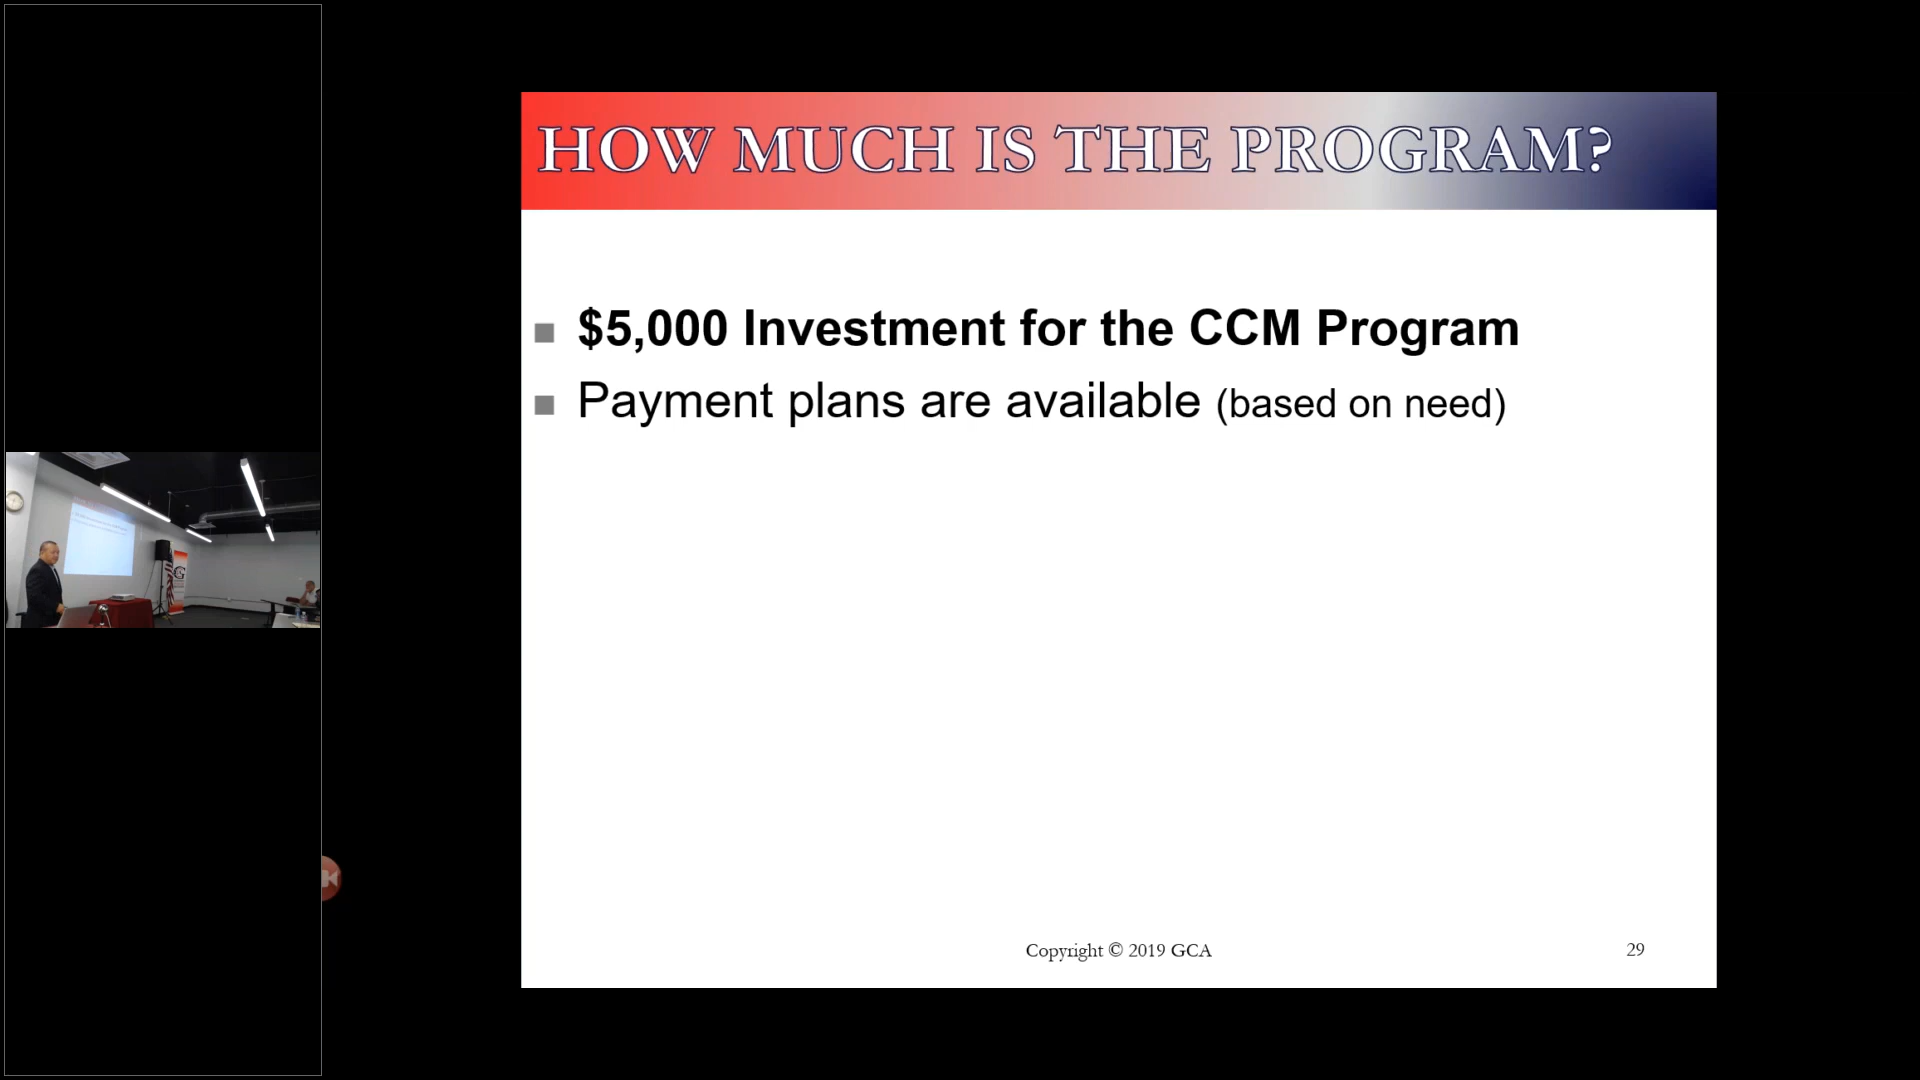 HOW MUCH IS THE PROGRAM?
$5,000 Investment for the CCM Program
Payment plans are available (based on need)
Copyright © 2019 GCA
29